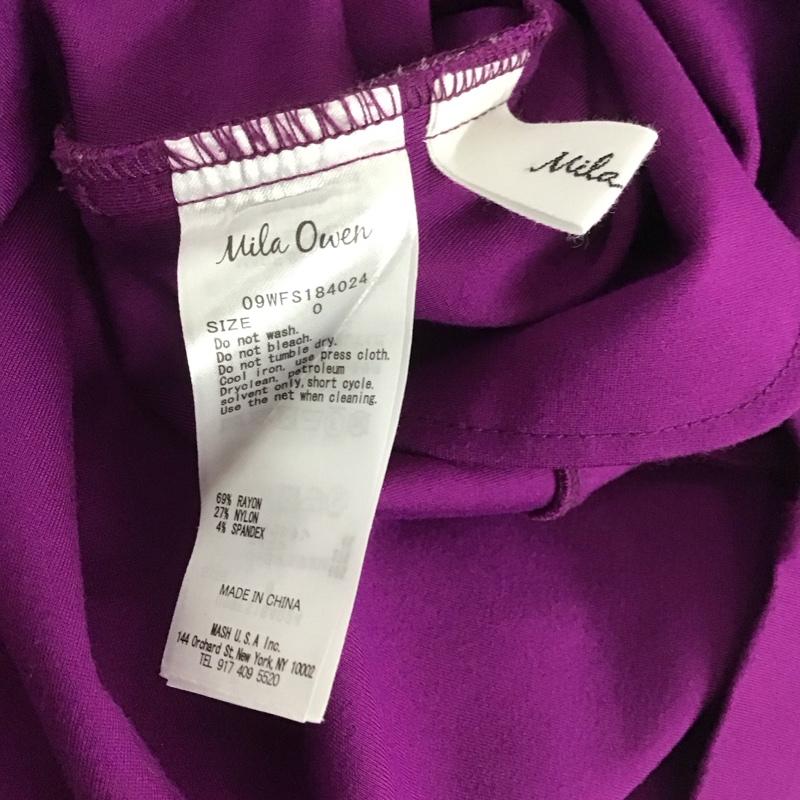 Mila
Mila Owen
09WFS184024
SIZE 0
Do not wash.
Do not bleach.
Do not tumble dry.
Cool iron, use press cloth.
Dryclean, petroleum
solvent only, short cycle.
Use the net when cleaning.
69% RAYON
27% NYLON
4% SPANDEX
MADE IN CHINA
MASH U.S.A Inc.
144 Orchard St, New York, NY 10002
TEL 917 409 5520